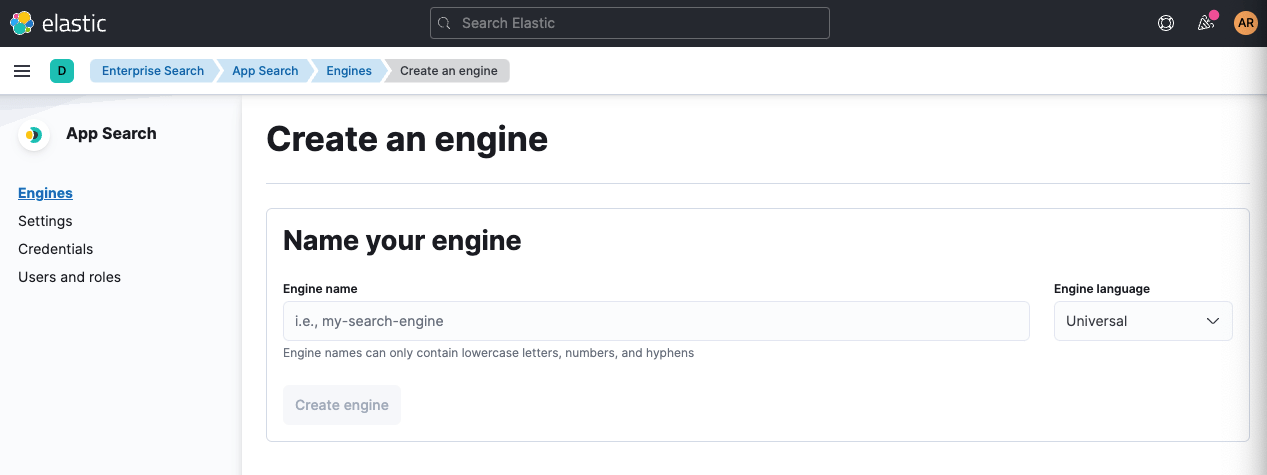 elastic
Search Elastic
AR
D
Enterprise Search
App Search
Engines
Create an engine
App Search
Engines
Settings
Credentials
Users and roles
Create an engine
Name your engine
Engine name
Engine language
i.e., my-search-engine
Universal
Engine names can only contain lowercase letters, numbers, and hyphens
Create engine